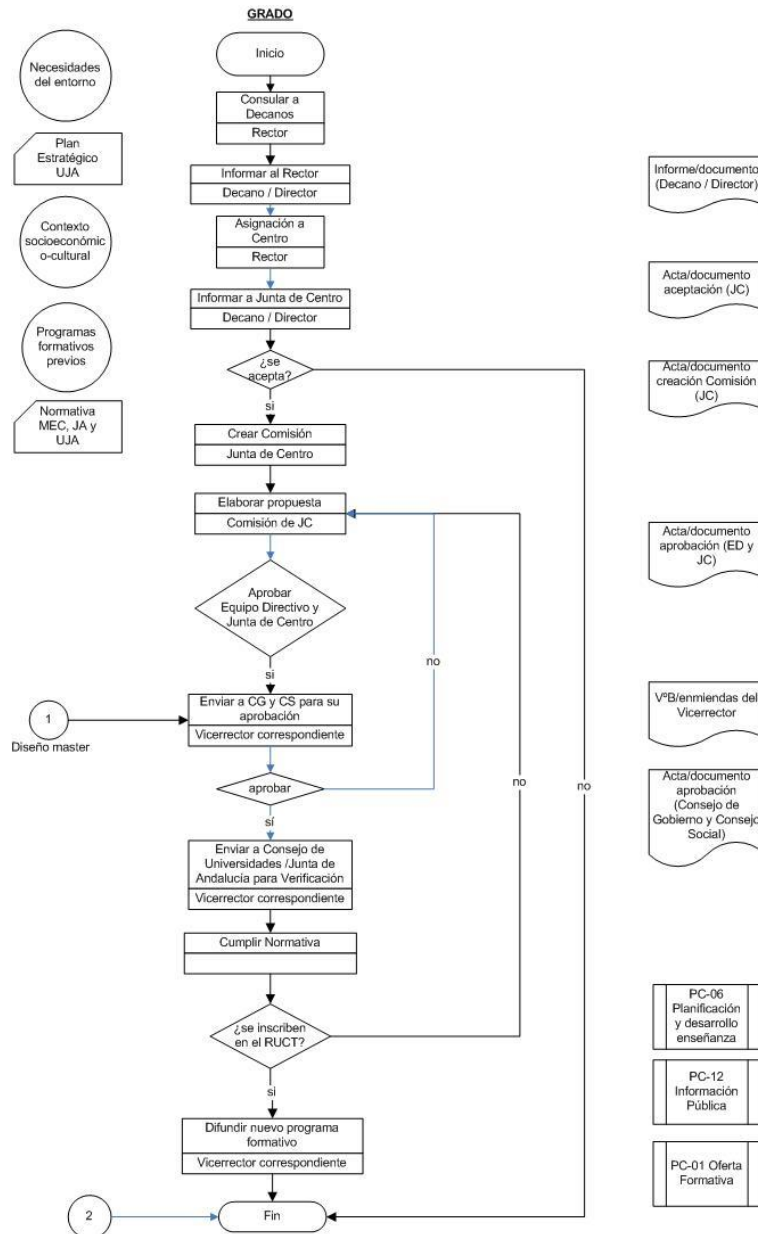 GRADO
Inicio
Necesidades
del entorno
Consular a
Decanos
Rector
Plan
Estratégico
UJA
Informar al Rector
Decano / Director
Informe/documento
(Decano / Director)
Contexto
socioeconómic
o-cultural
Asignación a
Centro
Rector
Acta/documento
aceptación (JC)
Informar a Junta de Centro
Decano / Director
Programas
formativos
previos
¿se
acepta?
si
Acta/documento
creación Comisión
(JC)
Normativa
MEC, JA y
UJA
Crear Comisión
Junta de Centro
Elaborar propuesta
Comisión de JC
Acta/documento
aprobación (ED y
JC)
Aprobar
Equipo Directivo y
Junta de Centro
no
si
1
Diseño master
Enviar a CG y CS para su
aprobación
Vicerrector correspondiente
VºB/enmiendas del
Vicerrector
aprobar
no
no
sí
Acta/documento
aprobación
(Consejo de
Gobierno y Consejo
Social)
Enviar a Consejo de
Universidades /Junta de
Andalucía para Verificación
Vicerrector correspondiente
Cumplir Normativa
PC-06
Planificación
y desarrollo
enseñanza
¿se inscriben
en el RUCT?
si
PC-12
Información
Pública
Difundir nuevo programa
formativo
Vicerrector correspondiente
PC-01 Oferta
Formativa
2
Fin